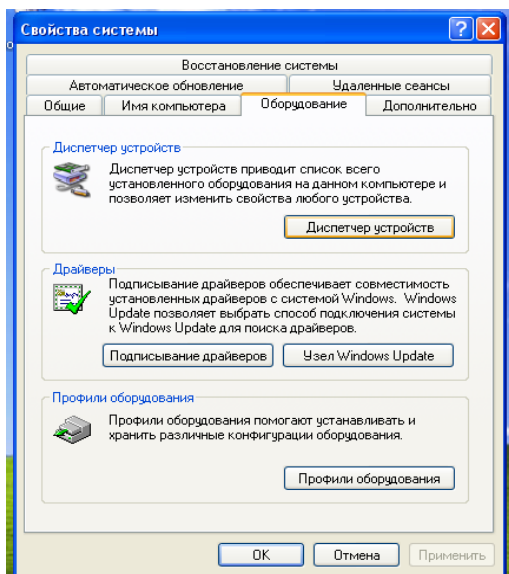 Свойства системы
о
Восстановление системы
Автоматическое обновление
Удаленные сеансы
Общие
Имя компьютера
Оборудование
Дополнительно
Диспетчер устройств
Диспетчер устройств приводит список всего
установленного оборудования на данном компьютере и
позволяет изменить свойства любого устройства.
Диспетчер устройств
Драйверы
Подписывание драйверов обеспечивает совместимость
установленных драйверов с системой Windows. Windows
Update позволяет выбрать способ подключения системы
к Windows Update для поиска драйверов.
Подписывание драйверов
Узел Windows Update
Профили оборудования
Профили оборудования помогают устанавливать и
хранить различные конфигурации оборудования.
Профили оборудования
OK
Отмена
Применить